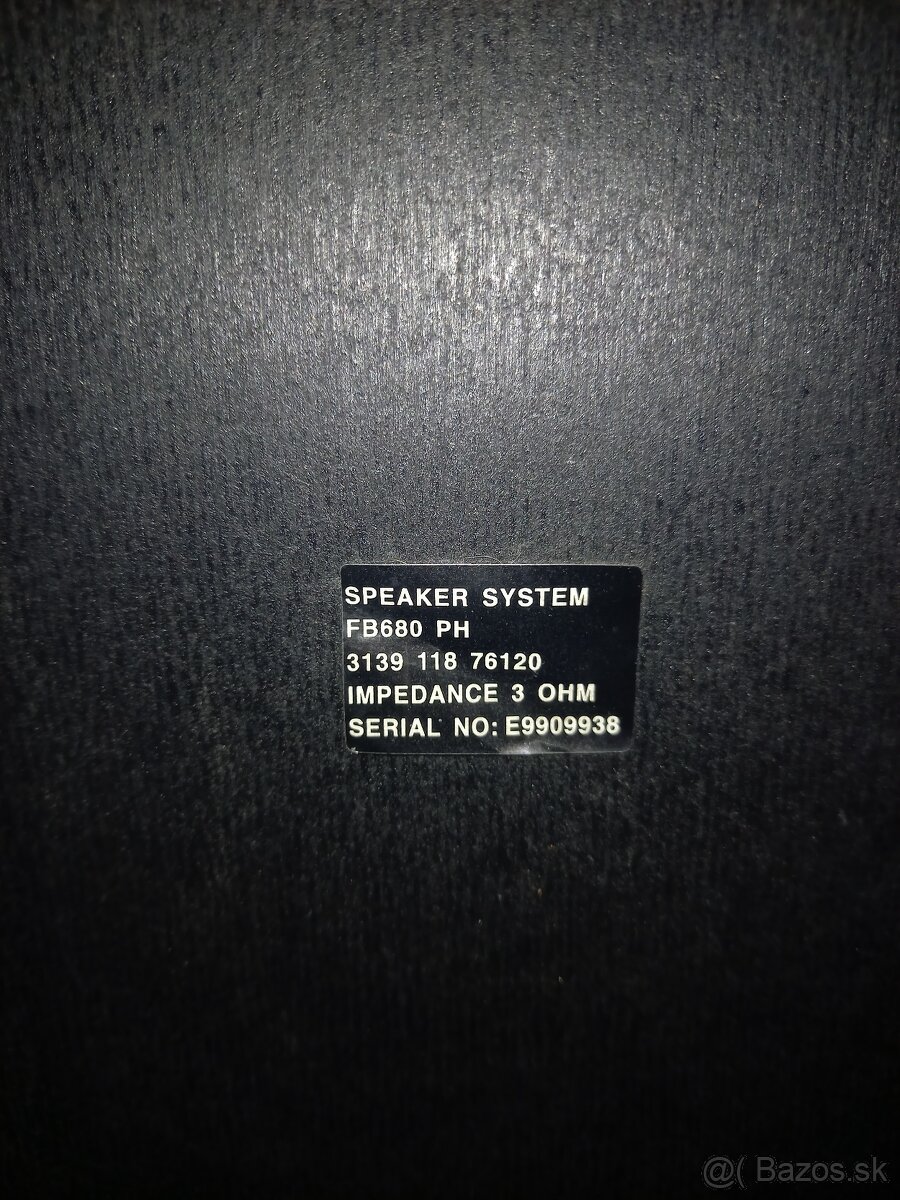 SPEAKER SYSTEM
FB680 PH
3139 118 76120
IMPEDANCE 3 OHM
SERIAL NO: E9909938
@( Bazos.sk